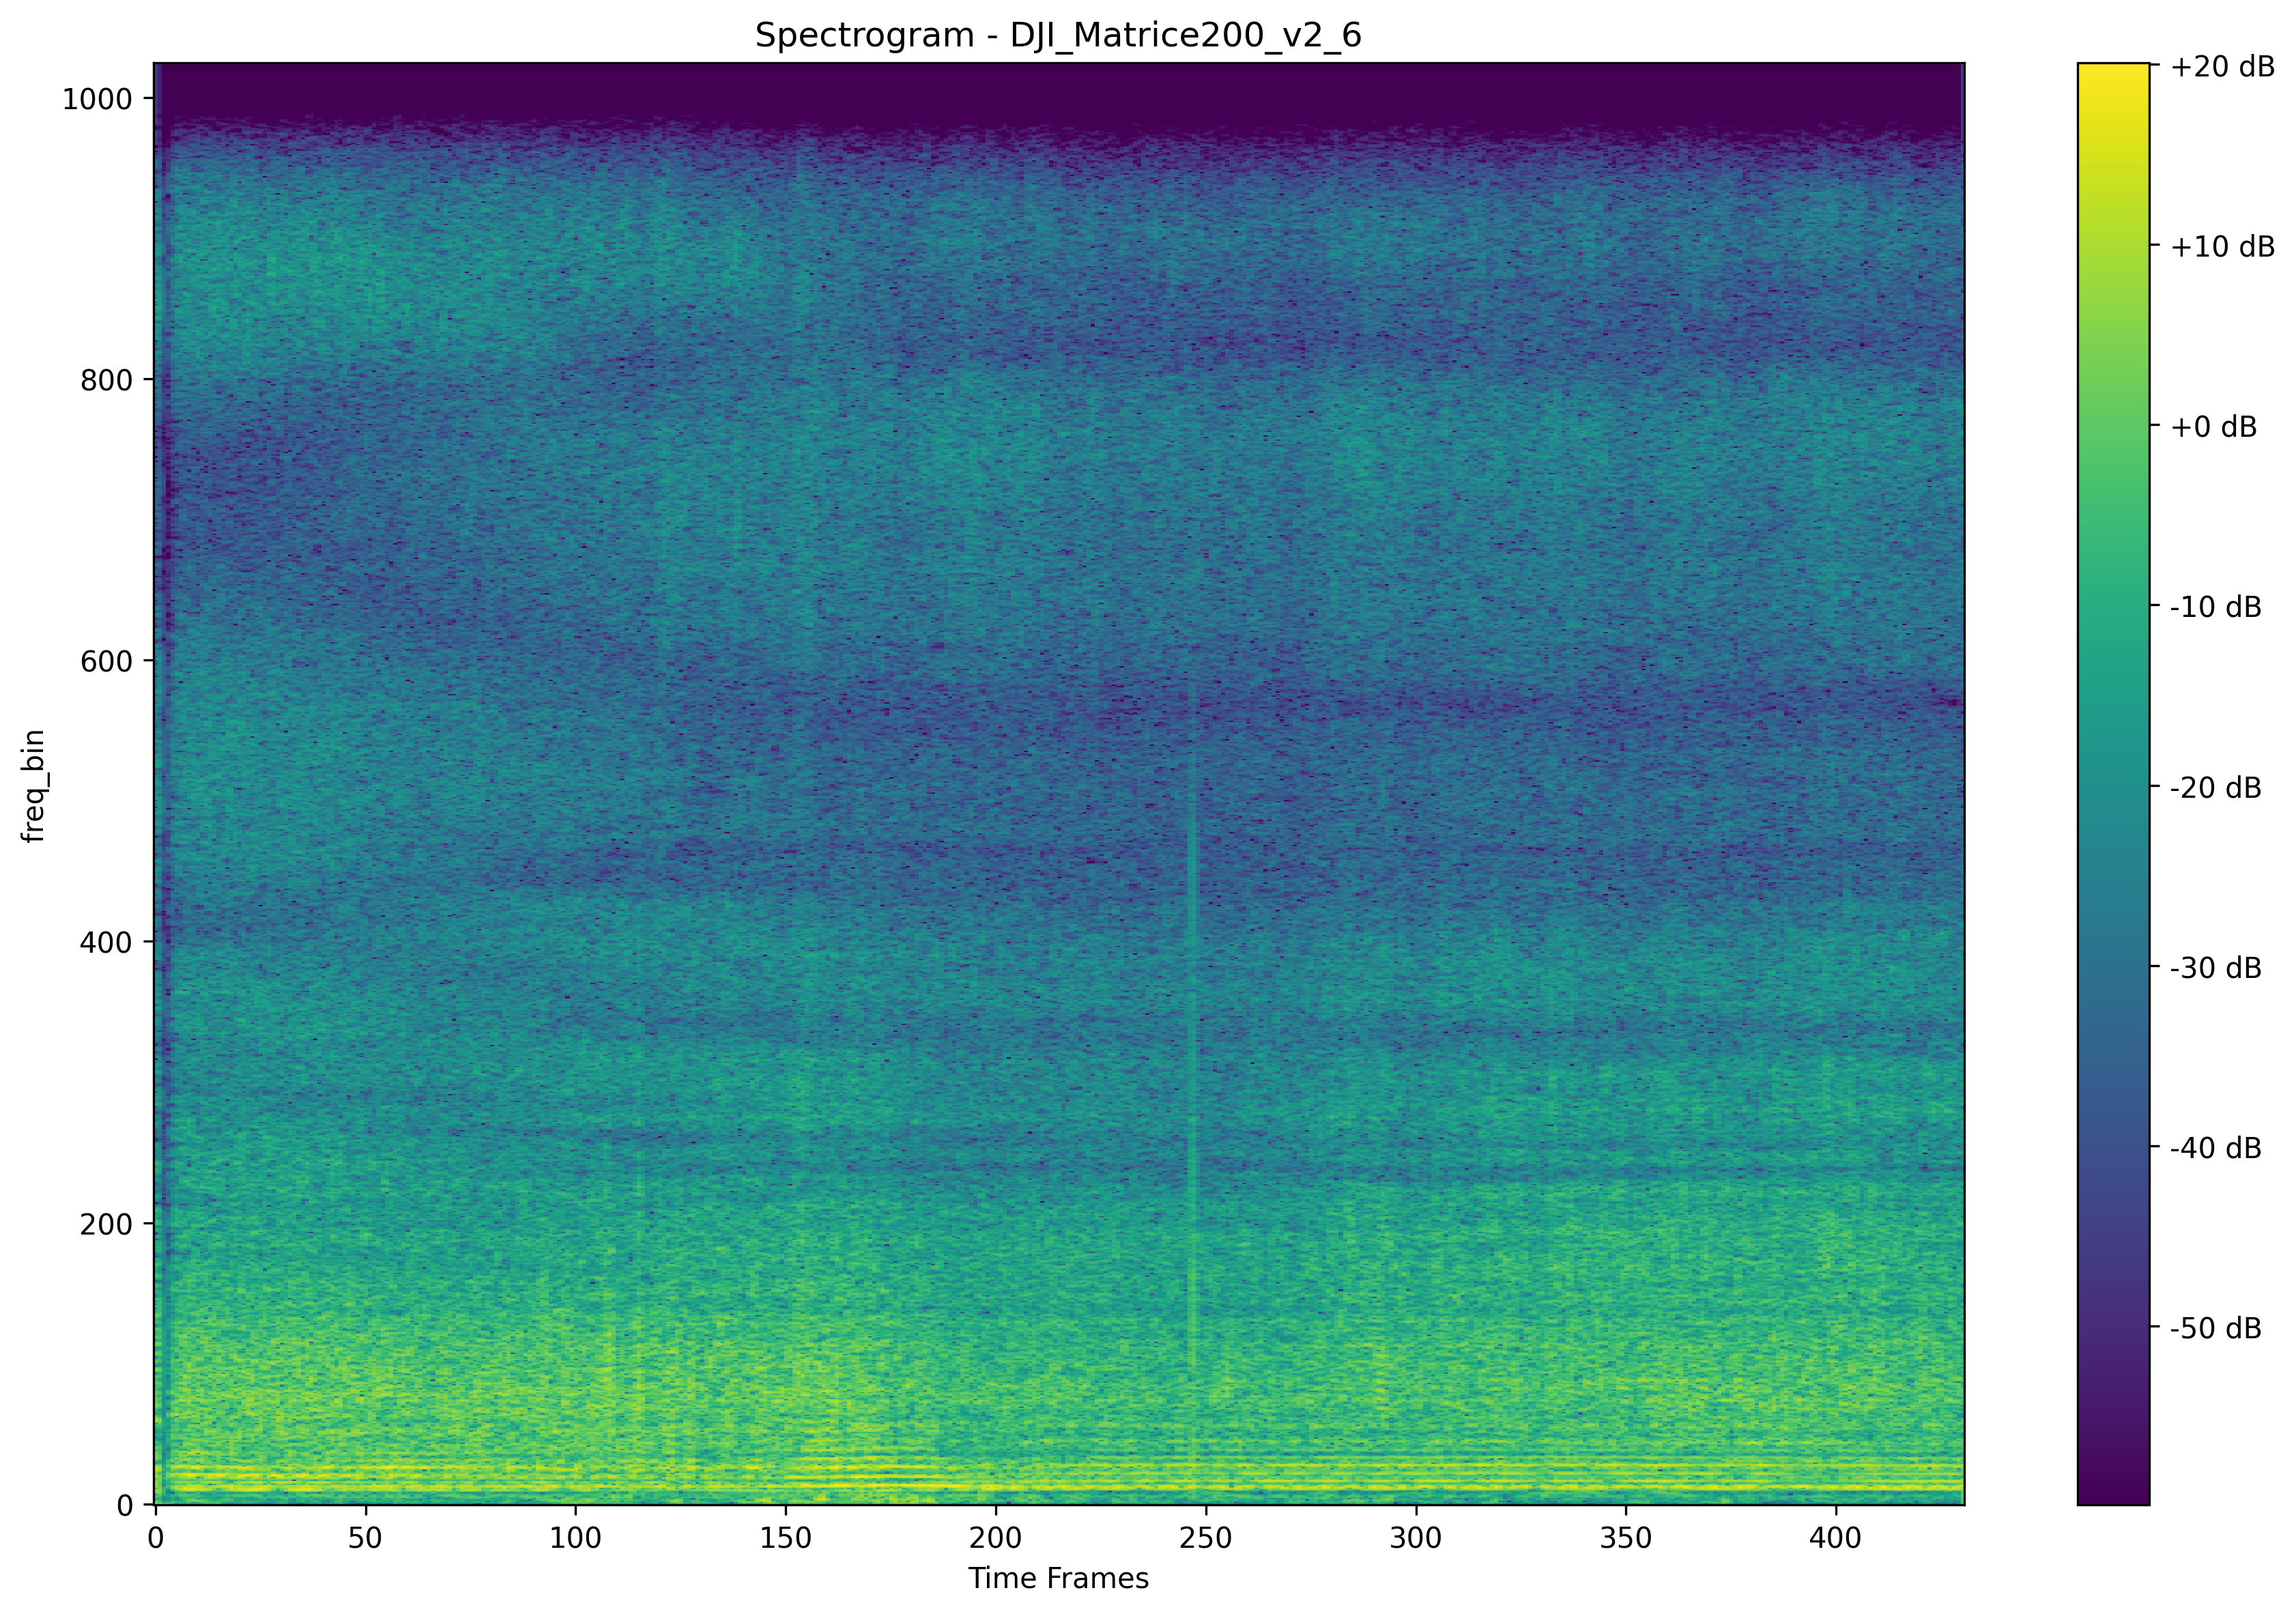 Spectrogram - DJI_Matrice200_v2_6
freq_bin
1000
800
600
400
200
0
0 50 100 150 200 250 300 350 400
Time Frames
+20 dB
+10 dB
+0 dB
-10 dB
-20 dB
-30 dB
-40 dB
-50 dB